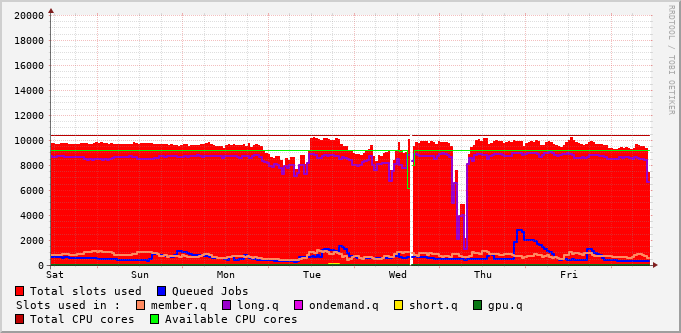 RRDTOOL / TOBI OETIKER
20000
18000
16000
14000
12000
10000
8000
6000
4000
2000
0
Sat Sun Mon Tue Wed Thu Fri
Total slots used Queued Jobs
Slots used in : member.q long.q ondemand.q short.q gpu.q
Total CPU cores Available CPU cores